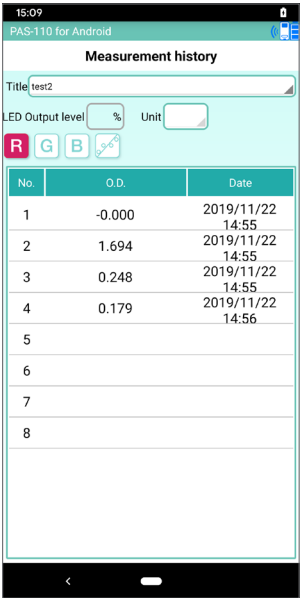 15:09
PAS-110 for Android
Measurement history
Title test2
LED Output level % Unit
R G B
No. O.D. Date
1 -0.000 2019/11/22 14:55
2 1.694 2019/11/22 14:55
3 0.248 2019/11/22 14:55
4 0.179 2019/11/22 14:56
5
6
7
8